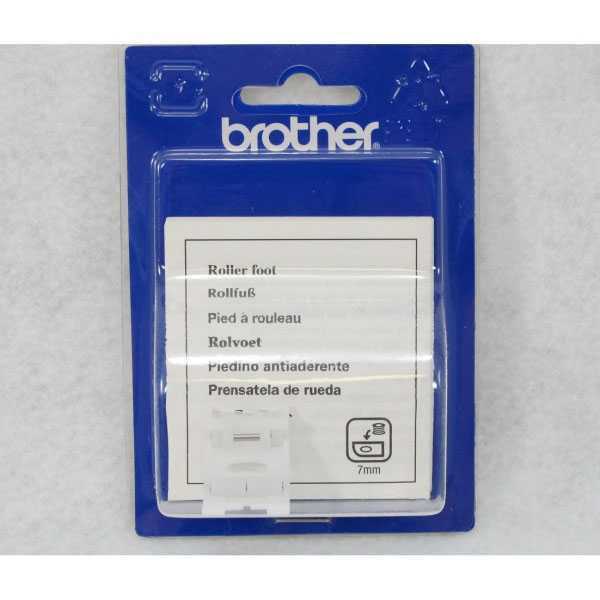 brother
Roller foot
Rollfuß
Pied à rouleau
Rolvoet
Piedino antiaderente
Prensatela de rueda
7mm